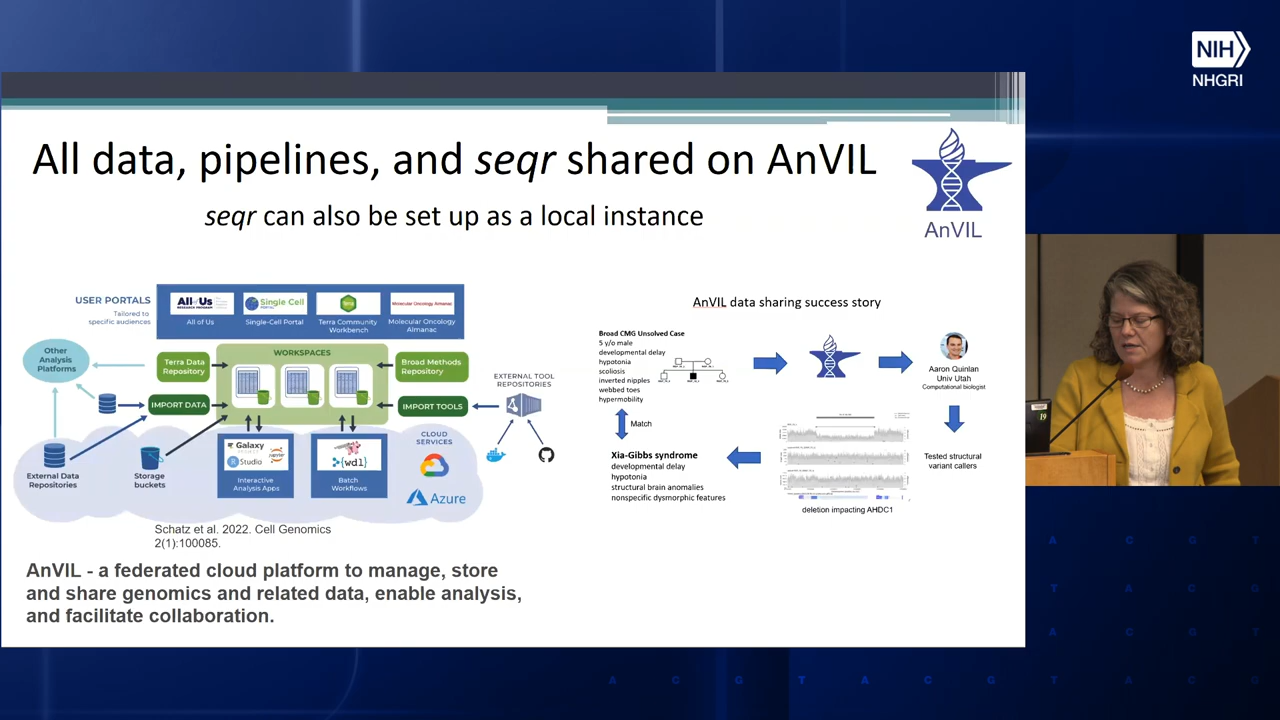 NIH
NHGRI
All data, pipelines, and seqr shared on AnVIL
seqr can also be set up as a local instance
AnVIL
USER PORTALS
Tailored to
specific audiences
All of Us
RESEARCH PROGRAM
Single Cell
PORTAL
Terra
Molecular Oncology Almanac
All of Us
Single-Cell Portal
Terra Community
Workbench
Molecular Oncology
Almanac
Other
Analysis
Platforms
Terra Data
Repository
WORKSPACES
Broad Methods
Repository
IMPORT DATA
IMPORT TOOLS
EXTERNAL TOOL
REPOSITORIES
External Data
Repositories
Storage
buckets
Galaxy
Studio
Interactive
Analysis Apps
wdl
Batch
Workflows
CLOUD
SERVICES
Azure
Schatz et al. 2022. Cell Genomics
2(1):100085.
AnVIL - a federated cloud platform to manage, store
and share genomics and related data, enable analysis,
and facilitate collaboration.
AnVIL data sharing success story
Broad CMG Unsolved Case
5 y/o male
developmental delay
hypotonia
scoliosis
inverted nipples
webbed toes
hypermobility
Aaron Quinlan
Univ Utah
Computational biologist
Match
Tested structural
variant callers
Xia-Gibbs syndrome
developmental delay
hypotonia
structural brain anomalies
nonspecific dysmorphic features
deletion impacting AHDC1
19
A C G T
T A C G
A C G T
A C G T A C G T A C G T